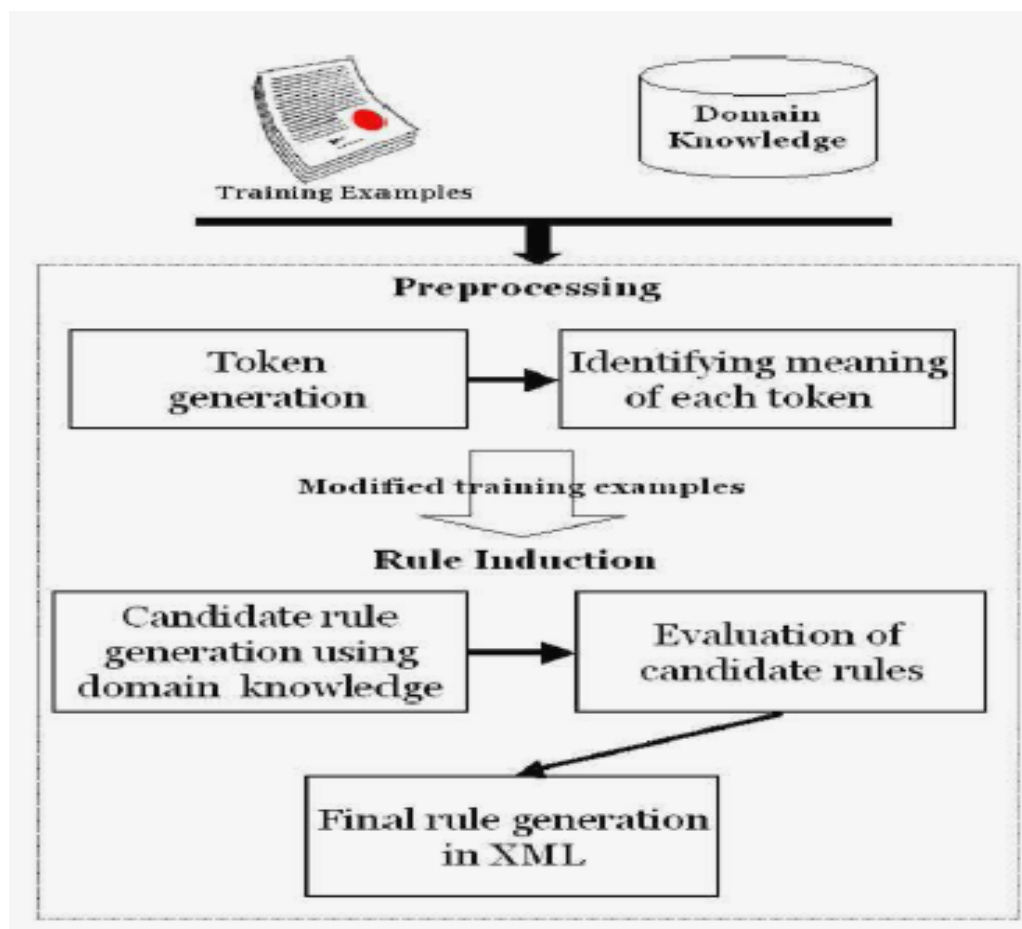 Domain
Knowledge
Training Examples
Preprocessing
Token
generation
Identifying meaning
of each token
Modified training examples
Rule Induction
Candidate rule
generation using
domain knowledge
Evaluation of
candidate rules
Final rule generation
in XML